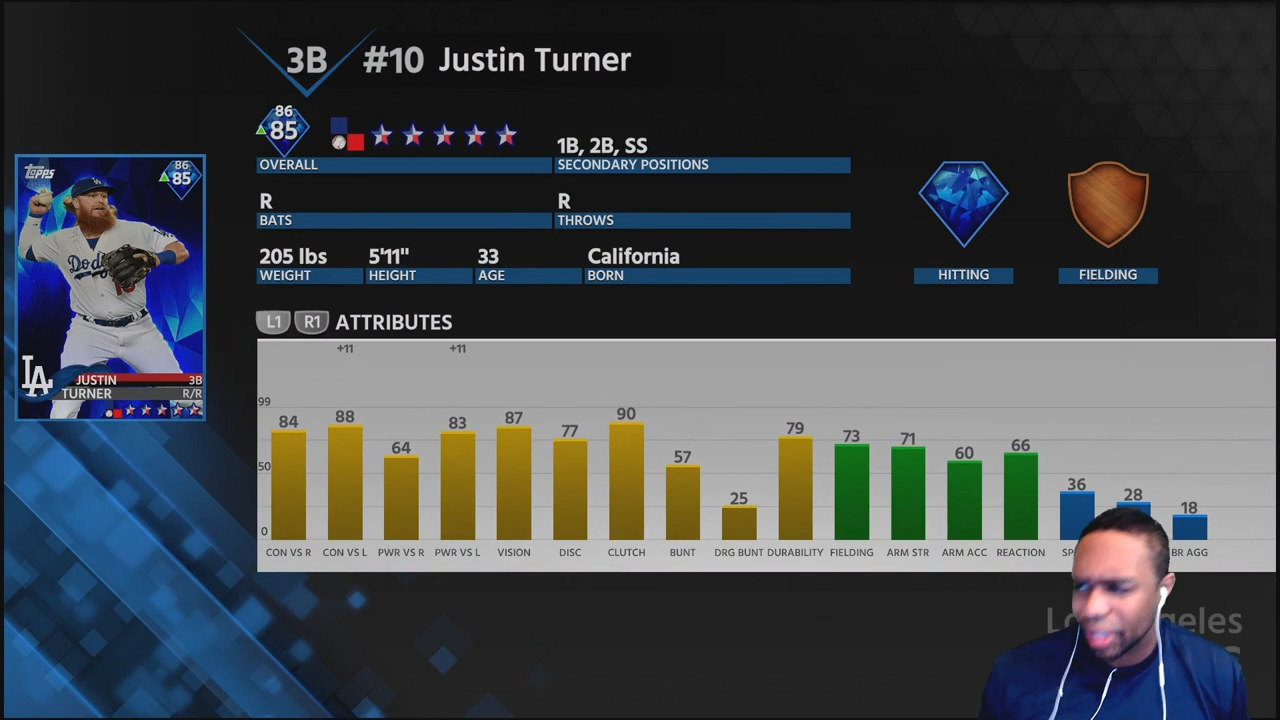 3B #10 Justin Turner
86
85
OVERALL
1B, 2B, SS
SECONDARY POSITIONS
R
BATS
R
THROWS
205 lbs
WEIGHT
5'11"
HEIGHT
33
AGE
California
BORN
HITTING
FIELDING
TOPPS
86
85
Dod
LA
JUSTIN 3B
TURNER R/R
L1 R1 ATTRIBUTES
+11 +11
99
50
0
84 88 64 83 87 77 90 57 25 79 73 71 60 66 36 28 18
CON VS R CON VS L PWR VS R PWR VS L VISION DISC CLUTCH BUNT DRG BUNT DURABILITY FIELDING ARM STR ARM ACC REACTION BR AGG